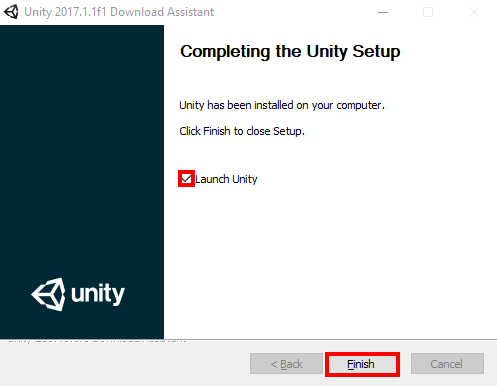 Unity 2017.1.1f1 Download Assistant
Completing the Unity Setup
Unity has been installed on your computer.
Click Finish to close Setup.
Launch Unity
unity
< Back
Finish
Cancel